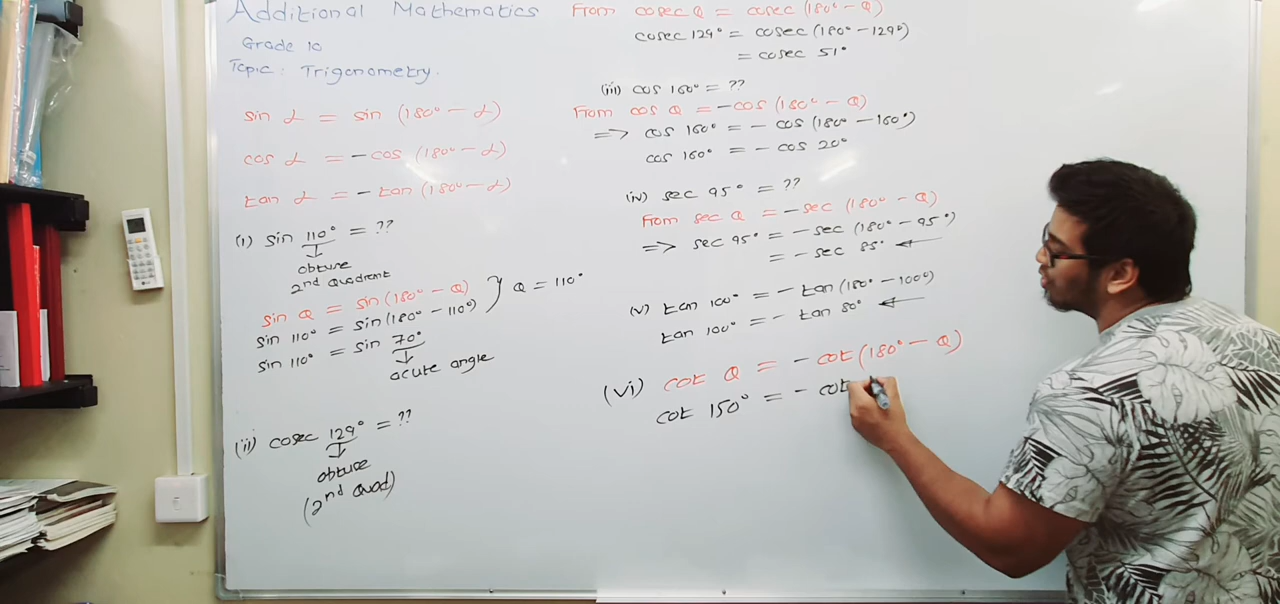 Additional Mathematics
Grade 10
Topic: Trigonometry.
sin α = sin (180° - α)
cos α = -cos (180° - α)
tan α = -tan (180° - α)
(i) sin 110° = ??
obtuse
2nd quadrent
sin Q = sin (180° - Q)
sin 110° = sin (180° - 110°) } Q = 110°
sin 110° = sin 70°
acute angle
(ii) cosec 129° = ??
obtuse
(2nd Quad)
From cosec Q = cosec (180° - Q)
cosec 129° = cosec (180° - 129°)
= cosec 51°
(iii) cos 160° = ??
From cos Q = -cos (180° - Q)
=> cos 160° = - cos (180° - 160°)
cos 160° = - cos 20°
(iv) sec 95° = ??
From sec Q = -sec (180° - Q)
=> sec 95° = -sec (180° - 95°)
= - sec 85° ←
(v) tan 100° = - tan (180° - 100°)
tan 100° = - tan 80° ←
(vi) cot Q = - cot (180° - Q)
cot 150° = - cot